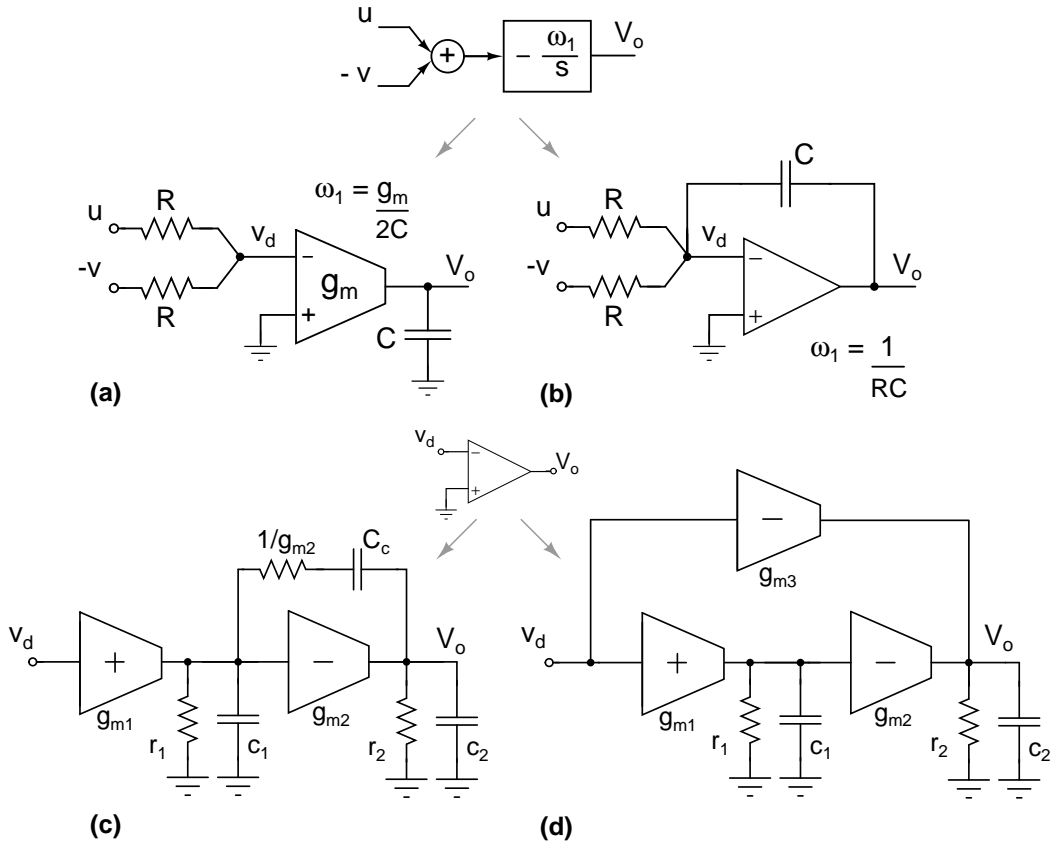 u
- v
+
- ω1/s
Vo
u
R
-v
R
vd
ω1 = gm/2C
−
gm
+
Vo
C
(a)
u
R
-v
R
vd
C
−
+
Vo
ω1 = 1/RC
(b)
vd
−
+
Vo
1/gm2
Cc
vd
+
gm1
−
gm2
Vo
r1
c1
r2
c2
(c)
−
gm3
vd
+
gm1
−
gm2
Vo
r1
c1
r2
c2
(d)